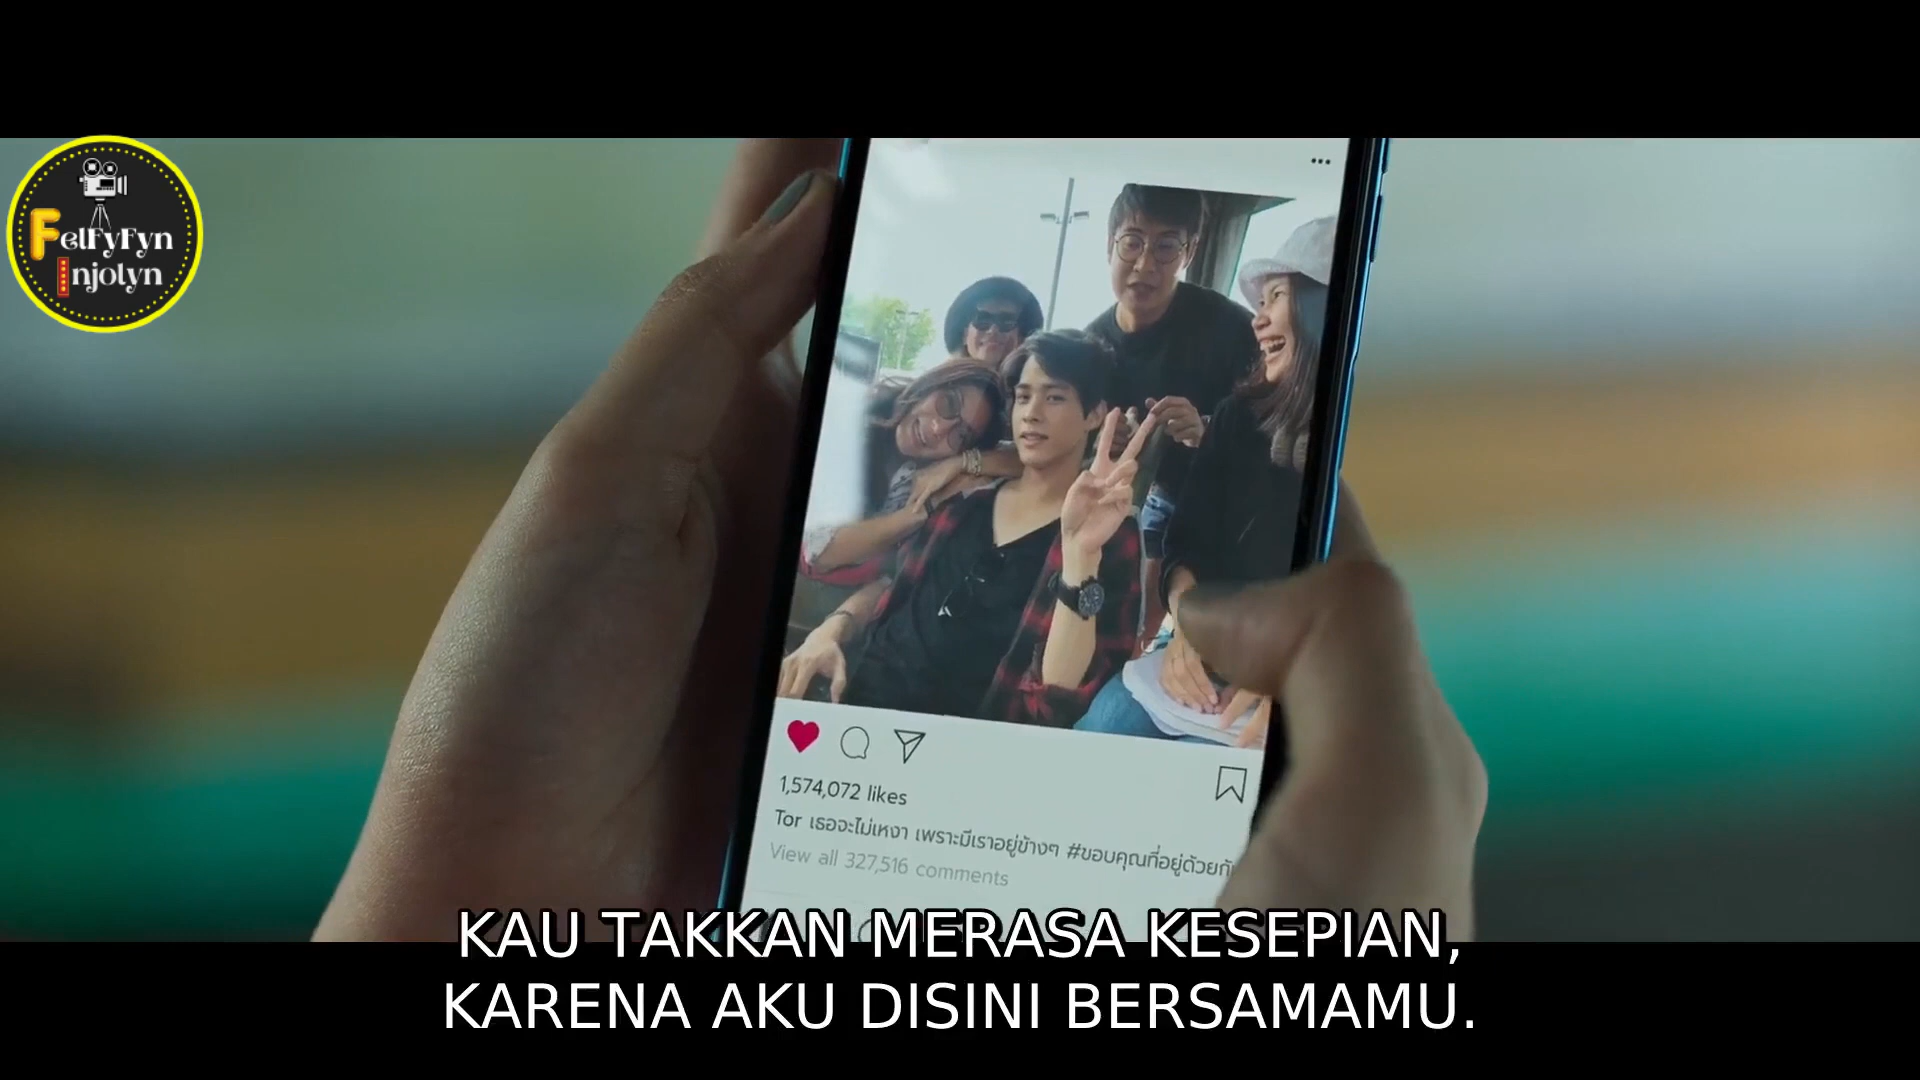 FelFyFyn
Injolyn
1,574,072 likes
Tor เธอจะไม่เหงา เพราะมีเราอยู่ข้างๆ #ขอบคุณที่อยู่ด้วยกัน
View all 327,516 comments
KAU TAKKAN MERASA KESEPIAN,
KARENA AKU DISINI BERSAMAMU.